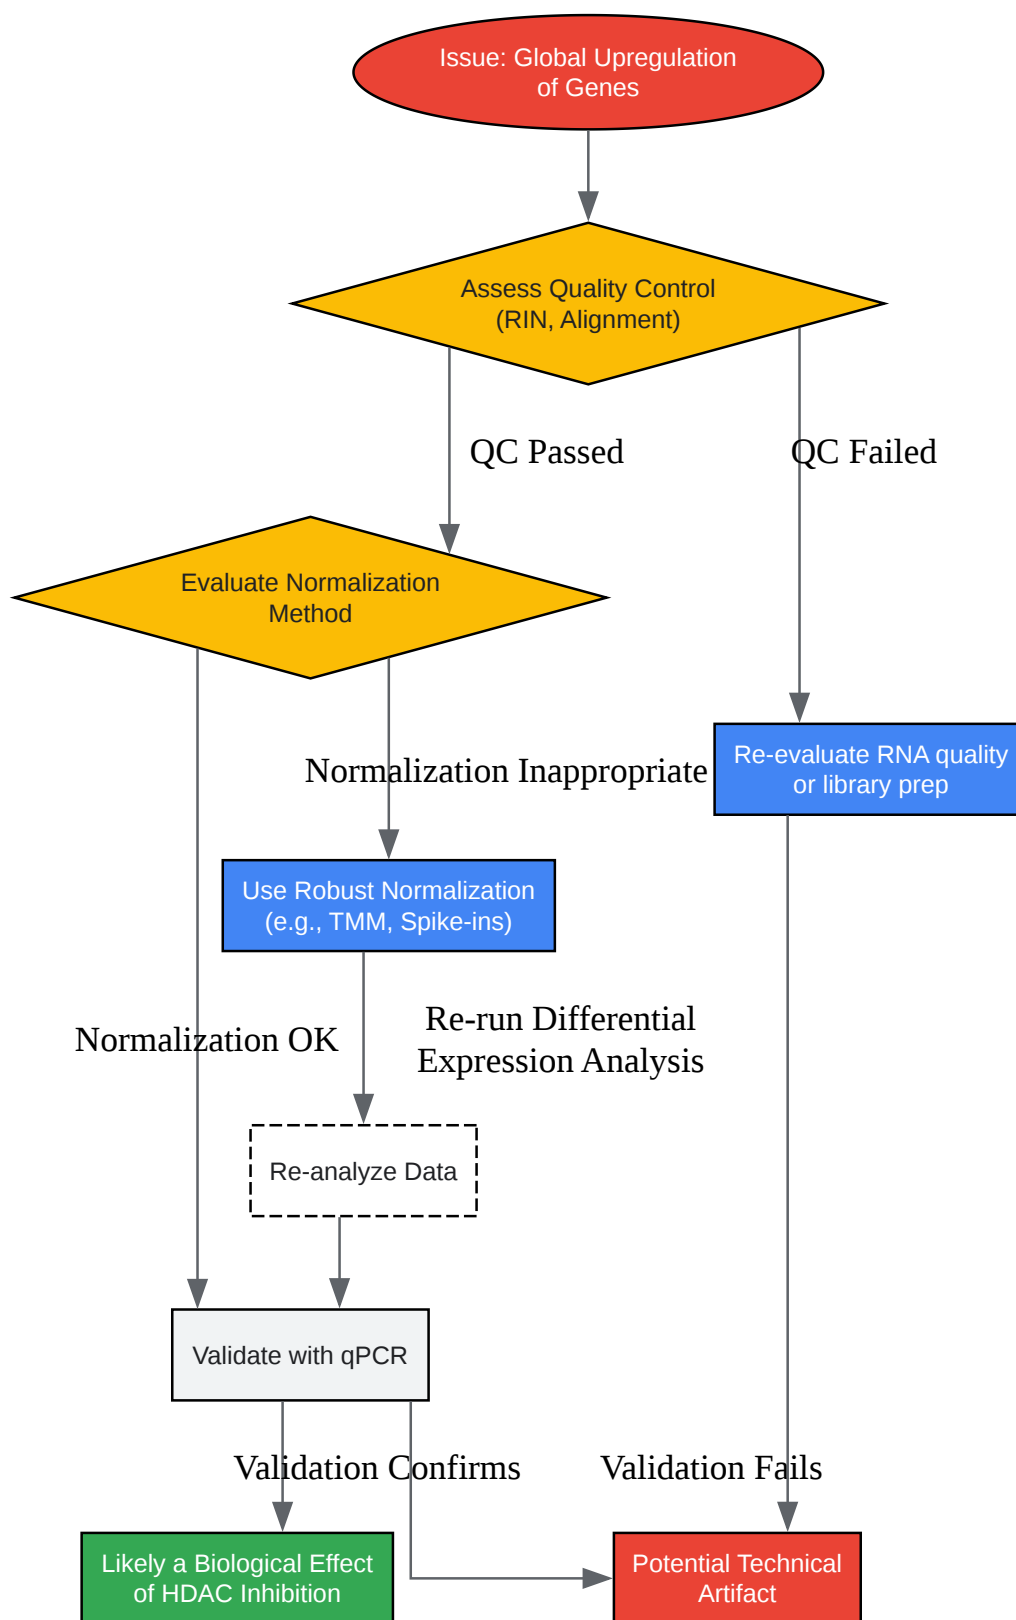 Issue: Global Upregulation
of Genes
Assess Quality Control
(RIN, Alignment)
QC Passed
QC Failed
Evaluate Normalization
Method
Normalization Inappropriate
Re-evaluate RNA quality
or library prep
Use Robust Normalization
(e.g., TMM, Spike-ins)
Normalization OK
Re-run Differential
Expression Analysis
Re-analyze Data
Validate with qPCR
Validation Confirms
Validation Fails
Likely a Biological Effect
of HDAC Inhibition
Potential Technical
Artifact